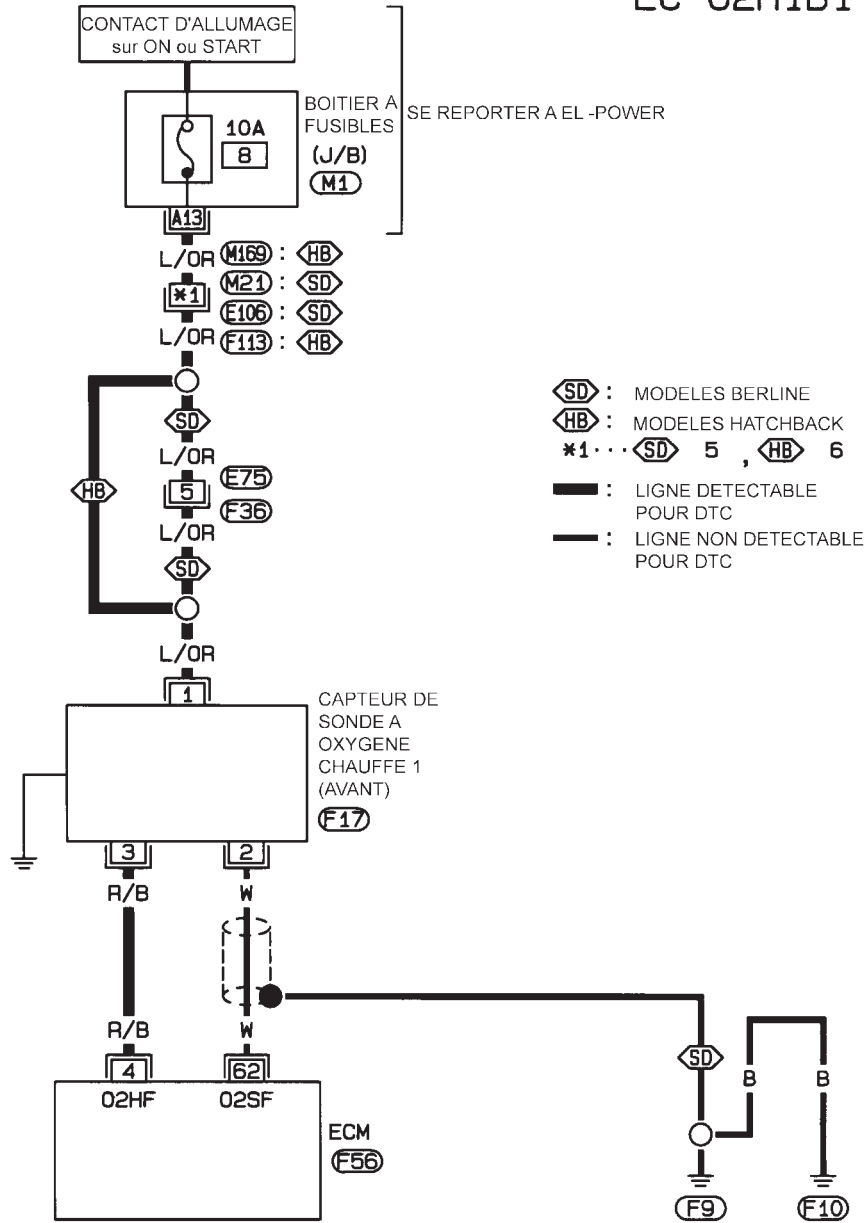 CONTACT D'ALLUMAGE
sur ON ou START
BOITIER A
FUSIBLES
(J/B)
M1
10A
8
SE REPORTER A EL -POWER
A13
L/OR
M169 : HB
*1
M21 : SD
E106 : SD
L/OR
F113 : HB
SD
L/OR
HB
5
E75
F36
L/OR
SD
L/OR
1
SD : MODELES BERLINE
HB : MODELES HATCHBACK
*1··· SD 5 , HB 6
: LIGNE DETECTABLE
POUR DTC
: LIGNE NON DETECTABLE
POUR DTC
CAPTEUR DE
SONDE A
OXYGENE
CHAUFFE 1
(AVANT)
F17
3 2
R/B W
R/B W
4 62
O2HF O2SF
ECM
F56
SD
B B
F9 F10